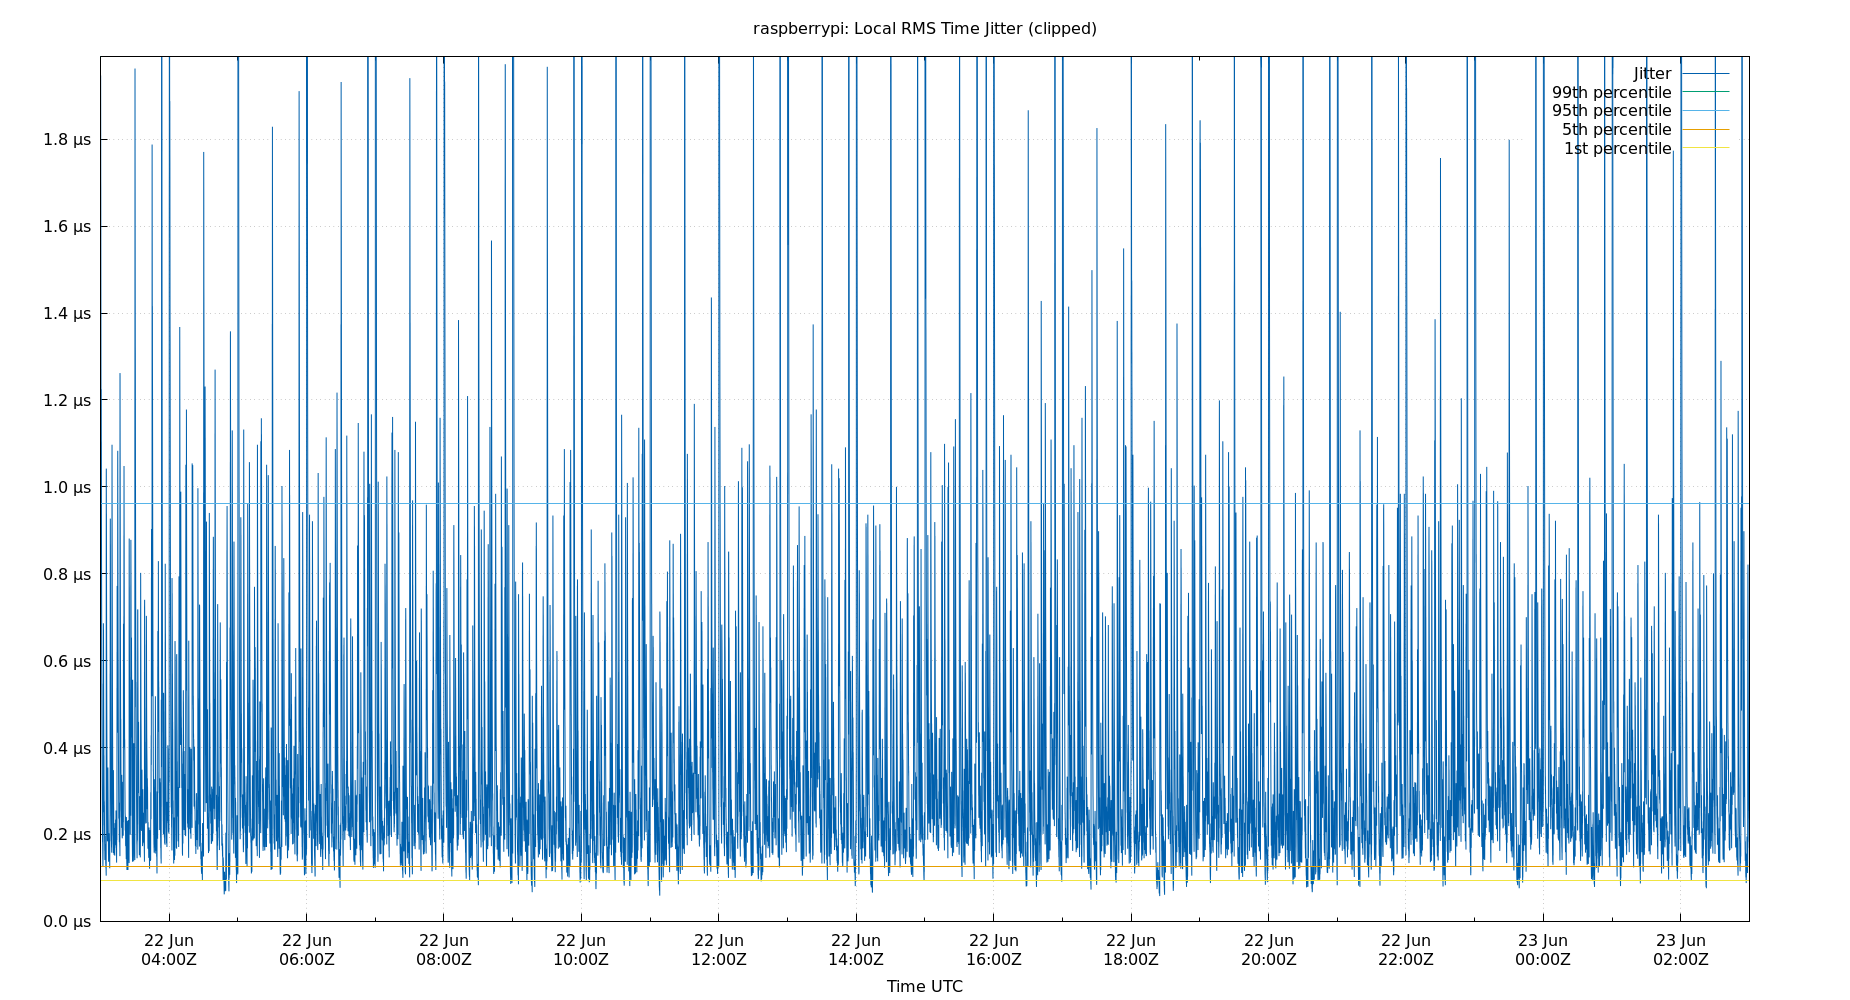 raspberrypi: Local RMS Time Jitter (clipped)
Jitter
99th percentile
95th percentile
5th percentile
1st percentile
1.8 µs
1.6 µs
1.4 µs
1.2 µs
1.0 µs
0.8 µs
0.6 µs
0.4 µs
0.2 µs
0.0 µs
22 Jun 22 Jun 22 Jun 22 Jun 22 Jun 22 Jun 22 Jun 22 Jun 22 Jun 22 Jun 23 Jun 23 Jun
04:00Z 06:00Z 08:00Z 10:00Z 12:00Z 14:00Z 16:00Z 18:00Z 20:00Z 22:00Z 00:00Z 02:00Z
Time UTC